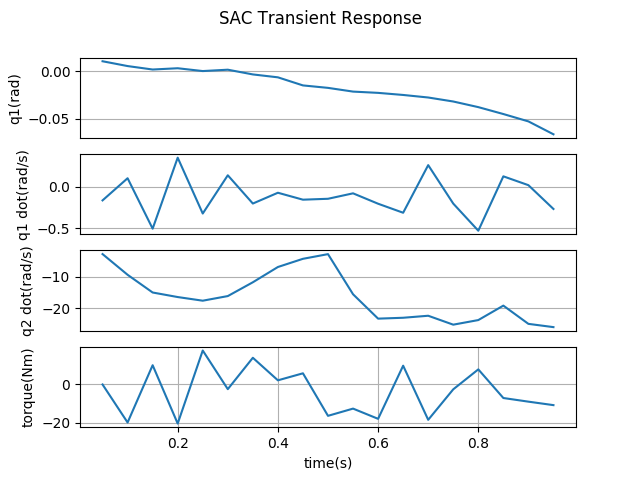 SAC Transient Response
0.00
−0.05
q1(rad)
0.0
−0.5
q1 dot(rad/s)
−10
−20
q2 dot(rad/s)
0
−20
torque(Nm)
0.2 0.4 0.6 0.8
time(s)